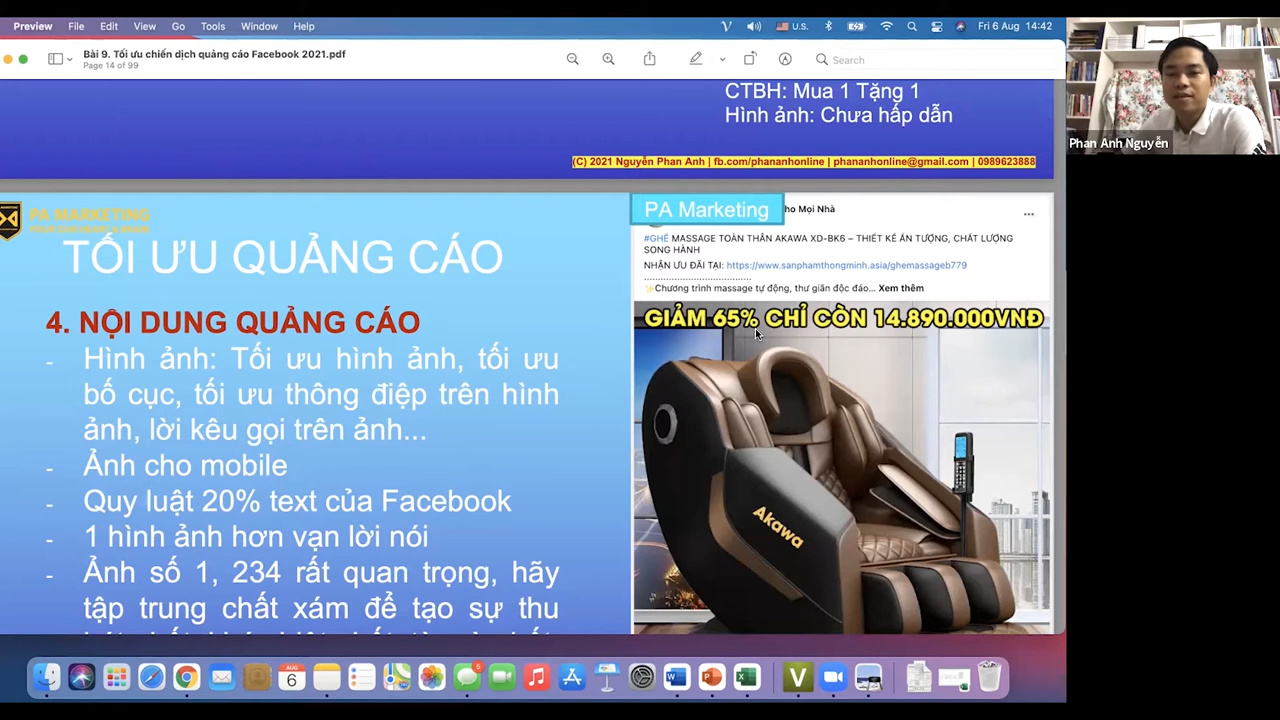 Preview File Edit View Go Tools Window Help
U.S.
Fri 6 Aug 14:42
Bài 9. Tối ưu chiến dịch quảng cáo Facebook 2021.pdf
Page 14 of 99
Search
CTBH: Mua 1 Tặng 1
Hình ảnh: Chưa hấp dẫn
(C) 2021 Nguyễn Phan Anh | fb.com/phananhonline | phananhonline@gmail.com | 0989623888
Phan Anh Nguyễn
PA MARKETING
TỐI ƯU QUẢNG CÁO
4. NỘI DUNG QUẢNG CÁO
- Hình ảnh: Tối ưu hình ảnh, tối ưu
bố cục, tối ưu thông điệp trên hình
ảnh, lời kêu gọi trên ảnh...
- Ảnh cho mobile
- Quy luật 20% text của Facebook
- 1 hình ảnh hơn vạn lời nói
- Ảnh số 1, 234 rất quan trọng, hãy
tập trung chất xám để tạo sự thu
PA Marketing
ho Mọi Nhà
#GHẾ MASSAGE TOÀN THÂN AKAWA XD-BK6 – THIẾT KẾ ẤN TƯỢNG, CHẤT LƯỢNG
SONG HÀNH
NHẬN ƯU ĐÃI TẠI: https://www.sanphamthongminh.asia/ghemassageb779
✨Chương trình massage tự động, thư giãn độc đáo... Xem thêm
GIẢM 65% CHỈ CÒN 14.890.000VNĐ
Akawa
AUG
6
5